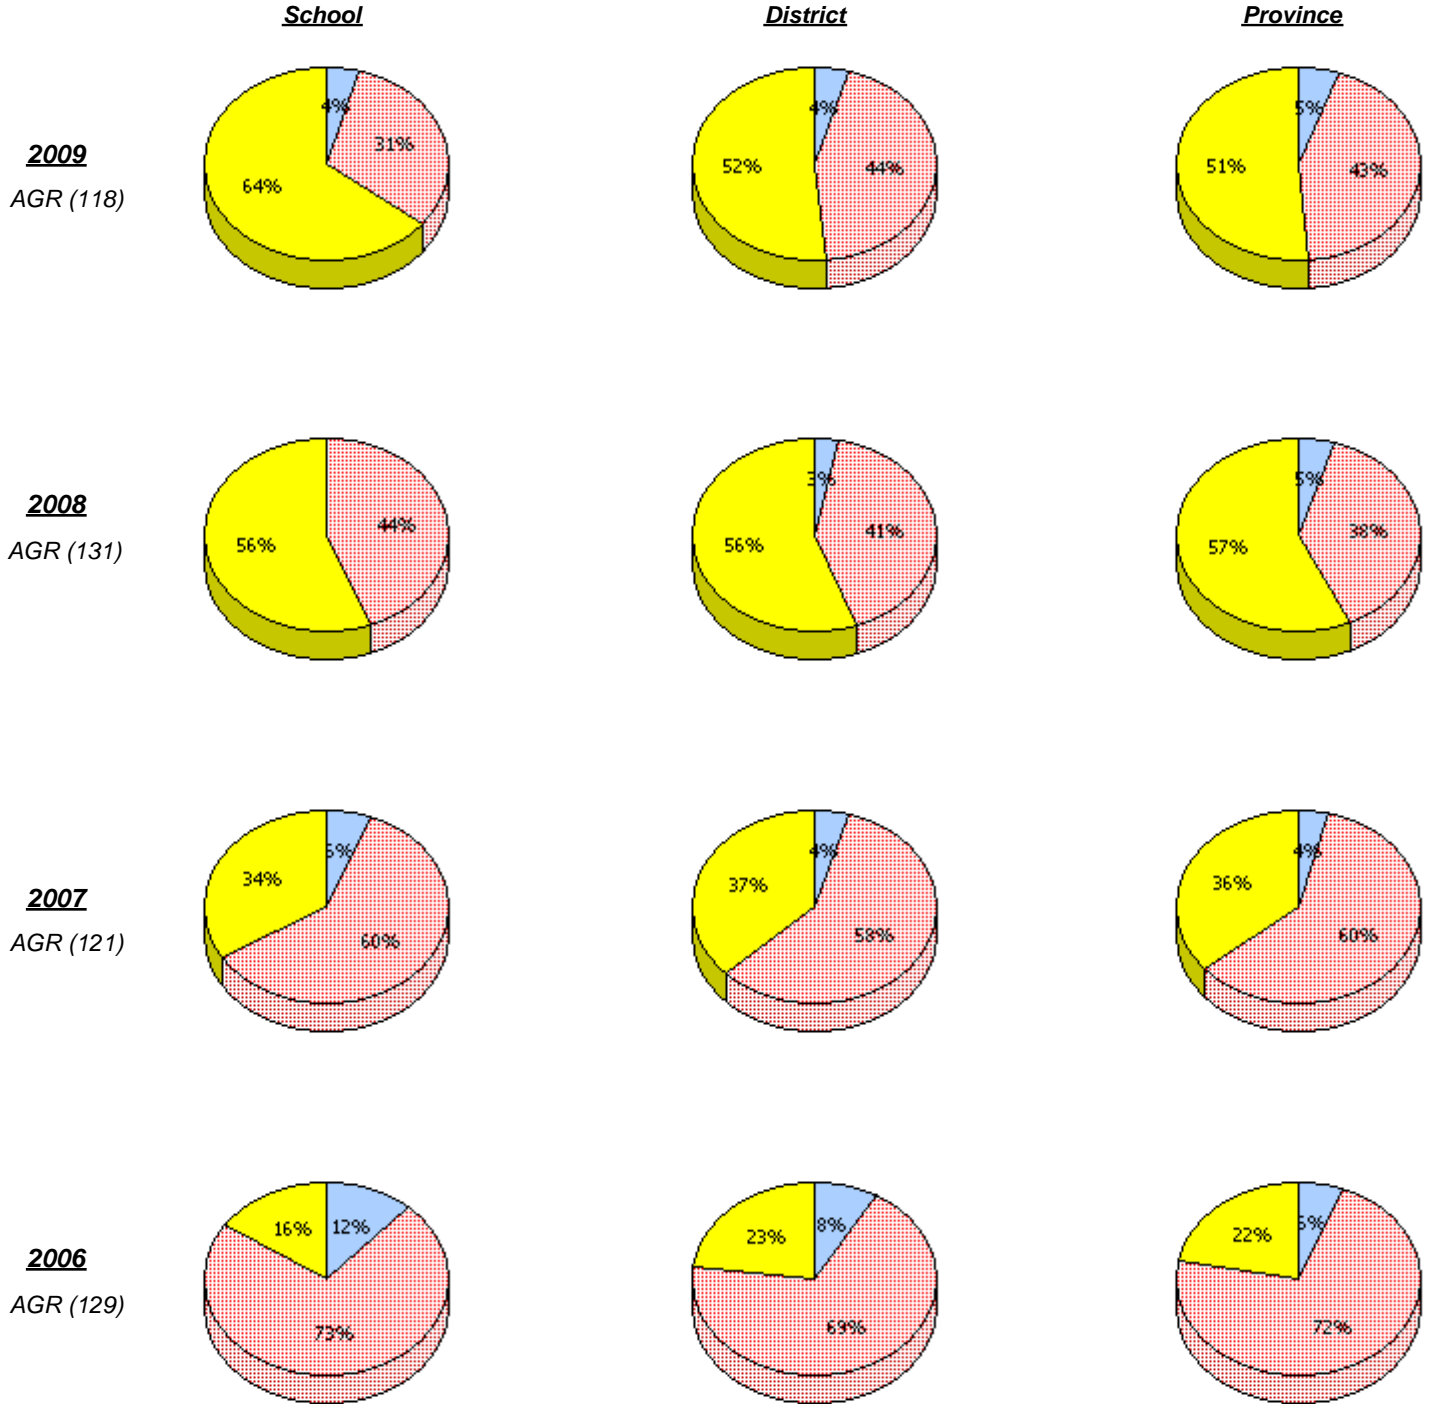 School District Province
4% 4% 5%
2009 31%
64% 52% 44% 51% 43%
AGR (118)
3% 5%
2008 44% 41% 38%
56% 56% 57%
AGR (131)
6% 4% 4%
2007 34% 37% 36%
AGR (121) 60% 58% 60%
16% 12% 23% 8% 22% 6%
2006
AGR (129)
73% 69% 72%